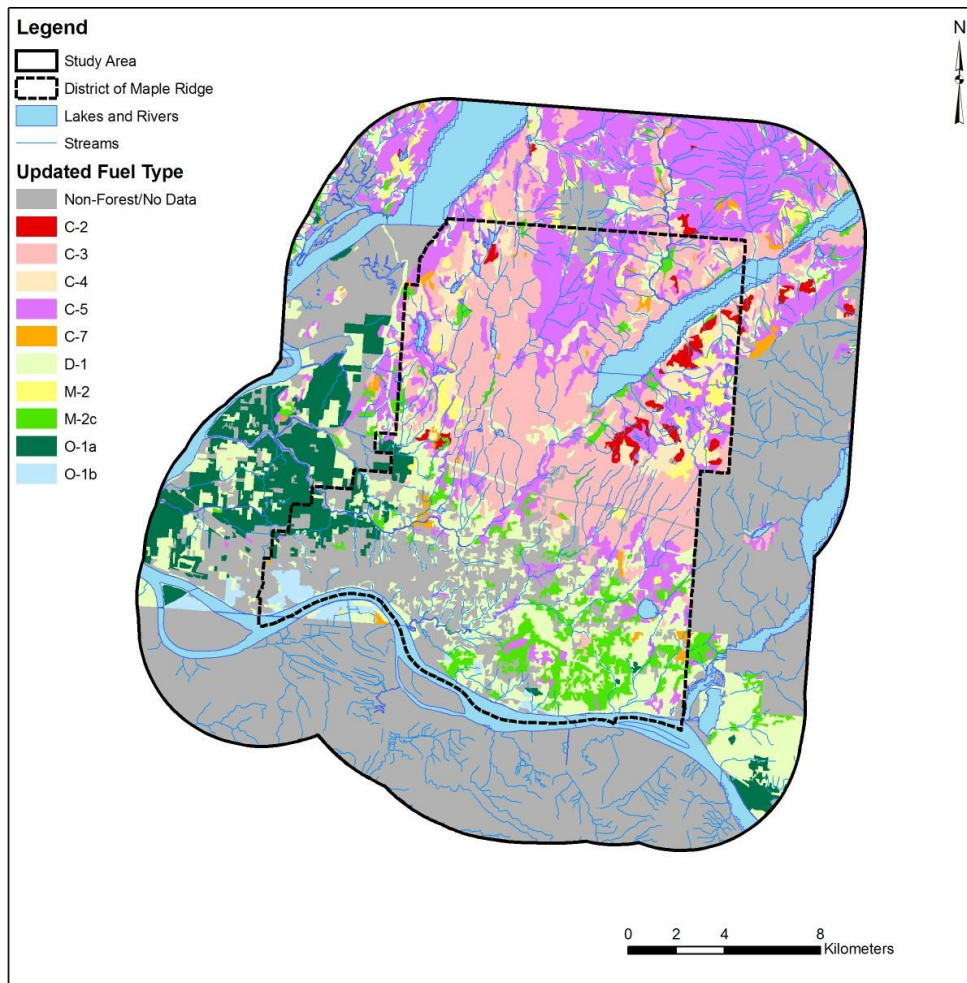 Legend
Study Area
District of Maple Ridge
Lakes and Rivers
Streams
Updated Fuel Type
Non-Forest/No Data
C-2
C-3
C-4
C-5
C-7
D-1
M-2
M-2c
O-1a
O-1b
N
0 2 4 8
Kilometers